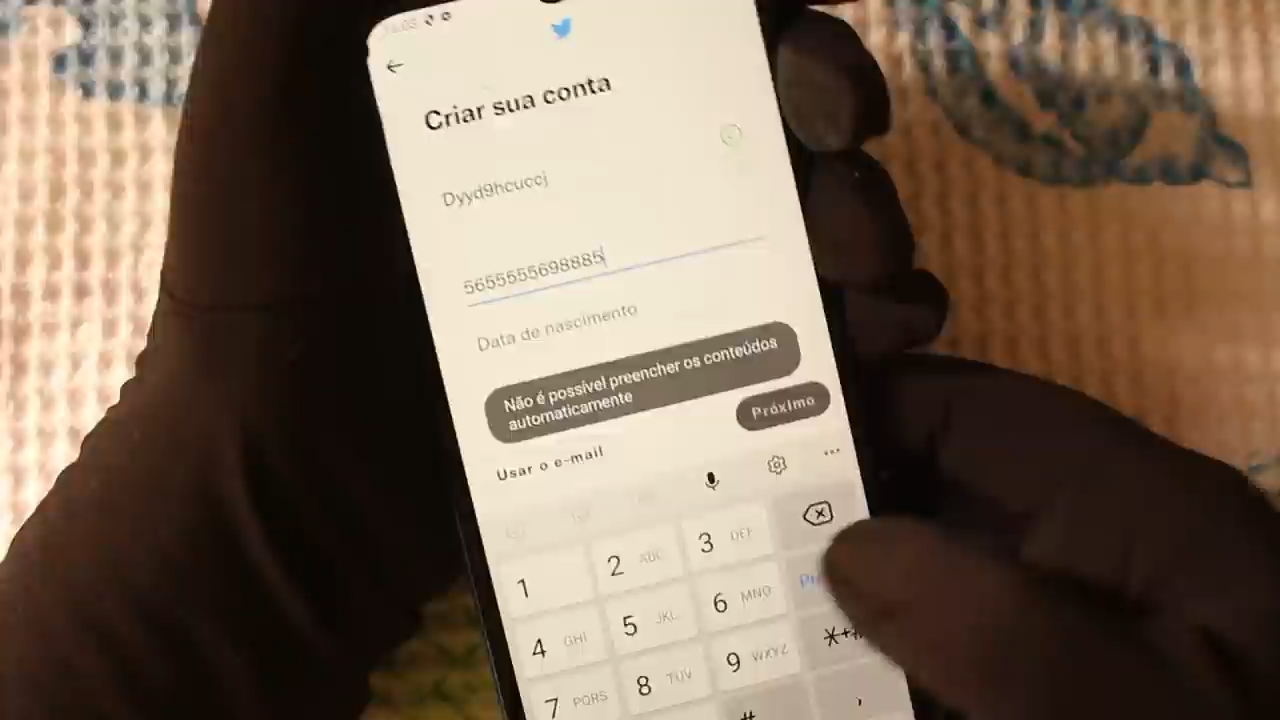 Criar sua conta
Dyyd9hcuccj
5655555698885
Data de nascimento
Não é possível preencher os conteúdos
automaticamente
Próximo
Usar o e-mail
1
2 ABC
3 DEF
4 GHI
5 JKL
6 MNO
7 PQRS
8 TUV
9 WXYZ
#
,